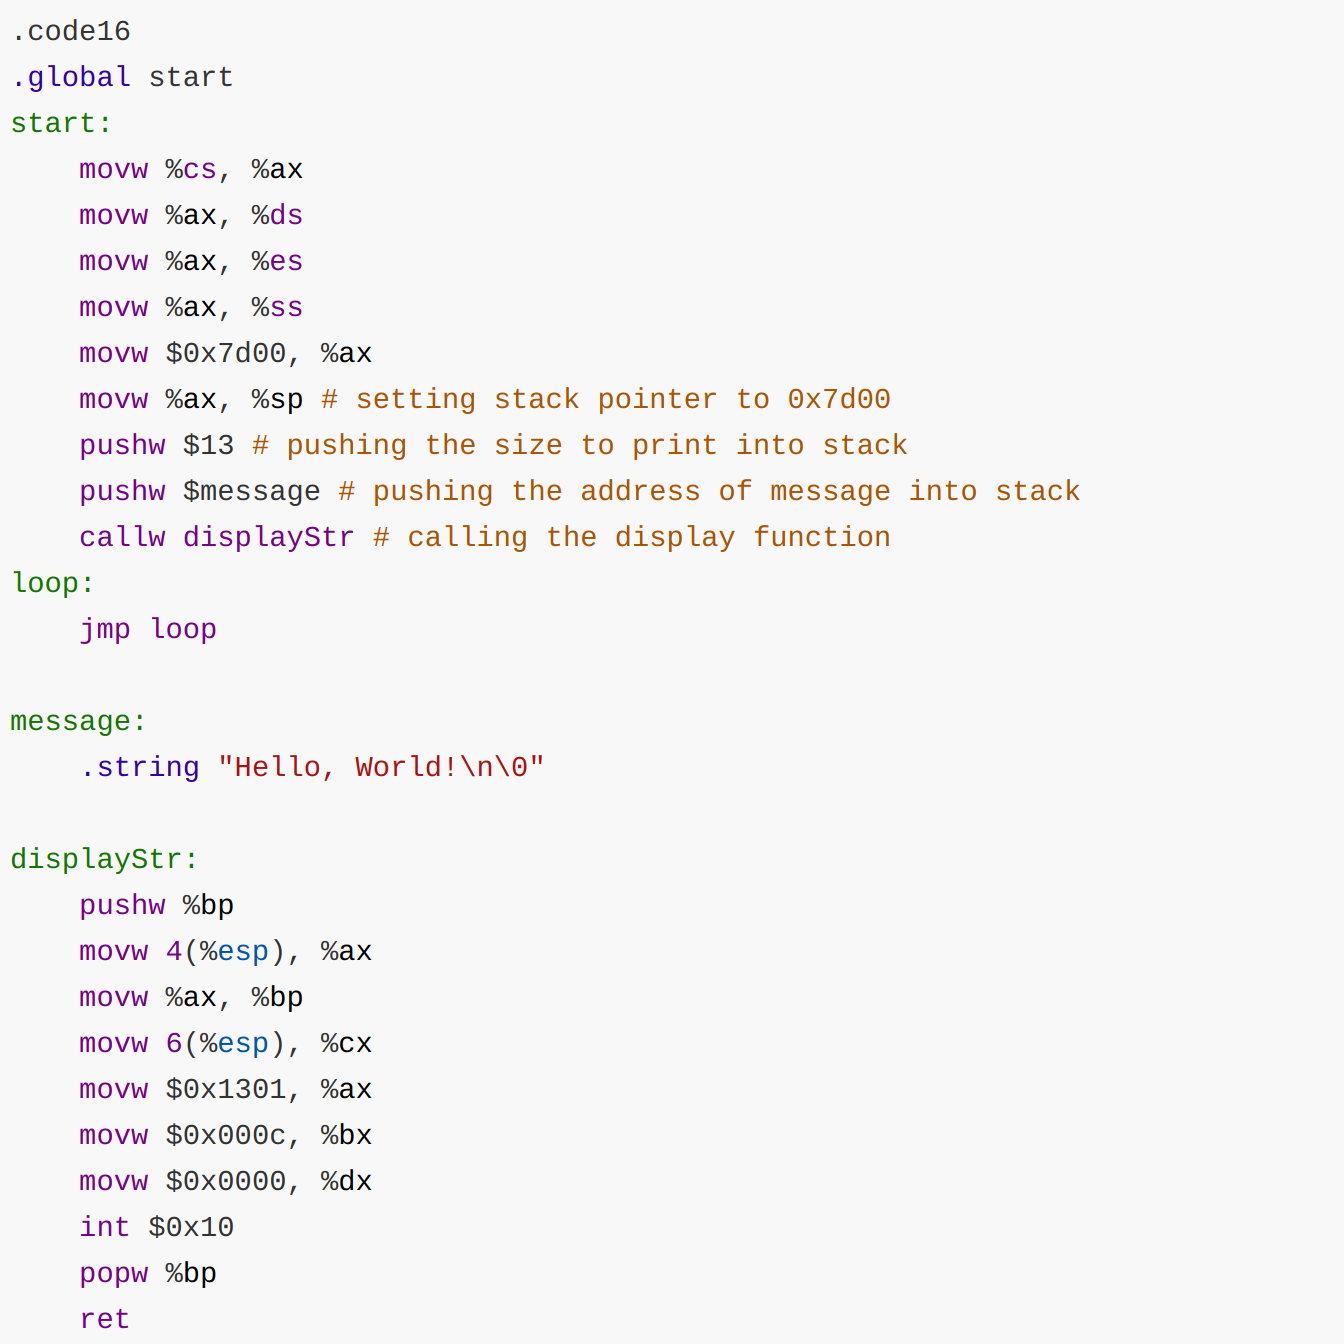 .code16
.global start
start:
    movw %cs, %ax
    movw %ax, %ds
    movw %ax, %es
    movw %ax, %ss
    movw $0x7d00, %ax
    movw %ax, %sp # setting stack pointer to 0x7d00
    pushw $13 # pushing the size to print into stack
    pushw $message # pushing the address of message into stack
    callw displayStr # calling the display function
loop:
    jmp loop

message:
    .string "Hello, World!\n\0"

displayStr:
    pushw %bp
    movw 4(%esp), %ax
    movw %ax, %bp
    movw 6(%esp), %cx
    movw $0x1301, %ax
    movw $0x000c, %bx
    movw $0x0000, %dx
    int $0x10
    popw %bp
    ret